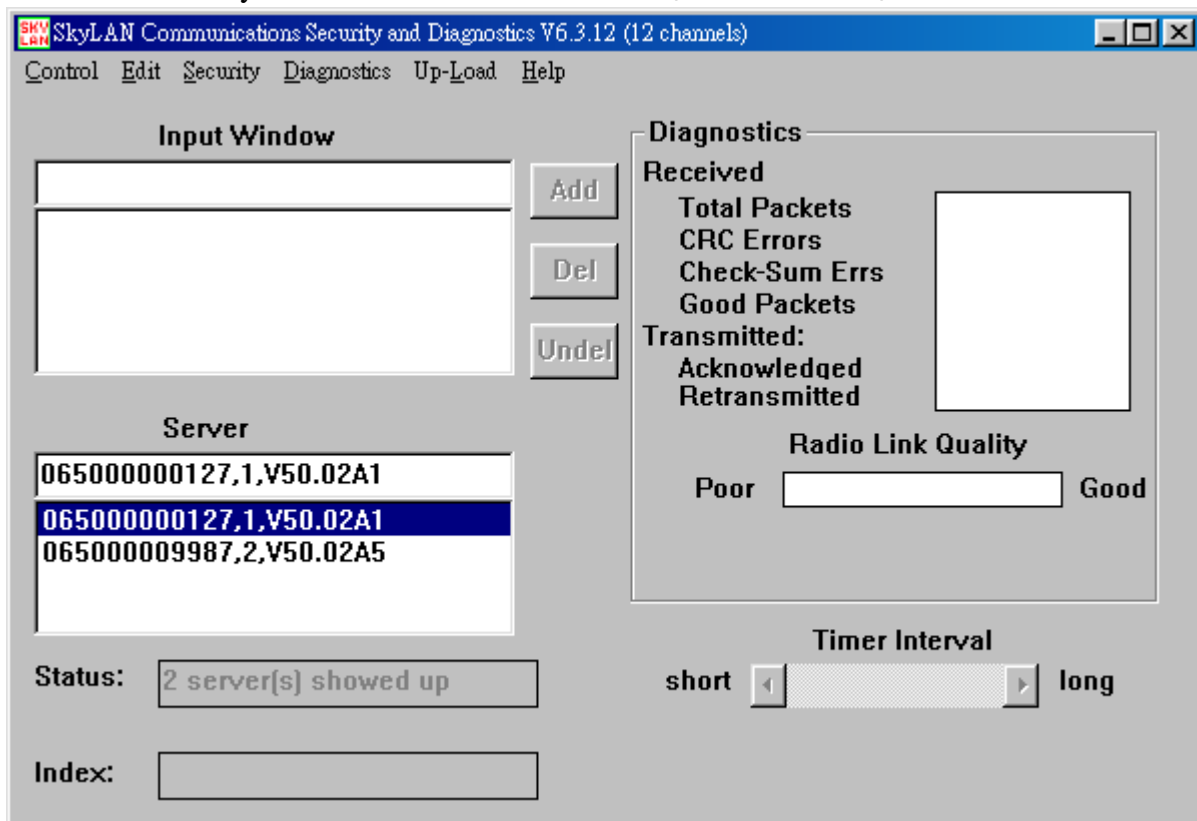 SKY LAN SkyLAN Communications Security and Diagnostics V6.3.12 (12 channels)
Control Edit Security Diagnostics Up-Load Help
Input Window
Add
Del
Undel
Server
065000000127,1,V50.02A1
065000000127,1,V50.02A1
065000009987,2,V50.02A5
Status: 2 server(s) showed up
Index:
Diagnostics
Received
Total Packets
CRC Errors
Check-Sum Errs
Good Packets
Transmitted:
Acknowledged
Retransmitted
Radio Link Quality
Poor Good
Timer Interval
short long